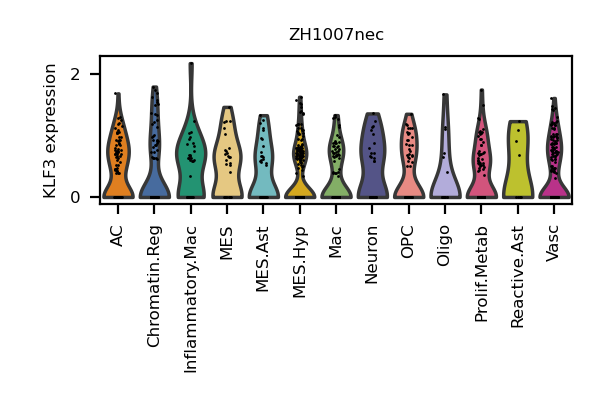 ZH1007nec
KLF3 expression
2
0
AC
Chromatin.Reg
Inflammatory.Mac
MES
MES.Ast
MES.Hyp
Mac
Neuron
OPC
Oligo
Prolif.Metab
Reactive.Ast
Vasc